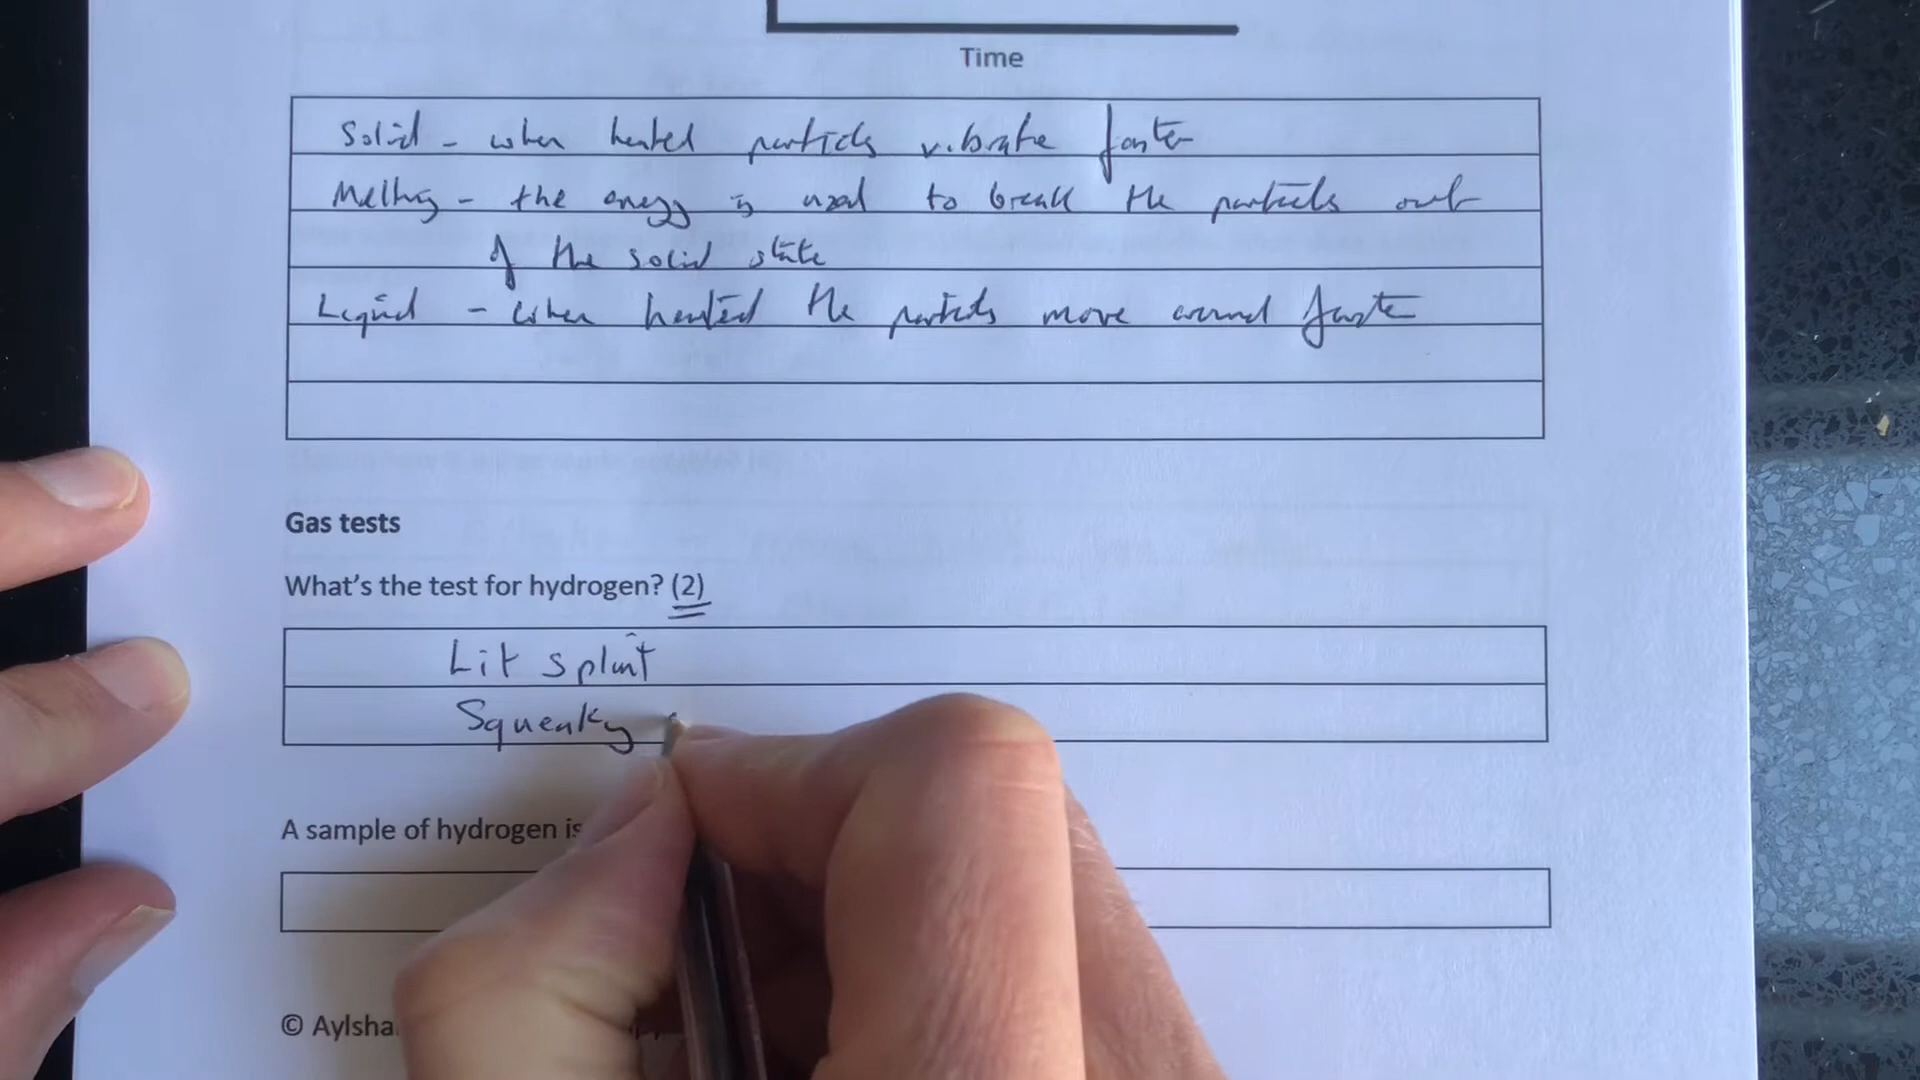 Time
Solid - when heated particles vibrate faster
Melting - the energy is used to break the particles out
of the solid state
Liquid - when heated the particles move around faster
Gas tests
What's the test for hydrogen? (2)
Lit splint
Squeaky
A sample of hydrogen is
© Aylsha